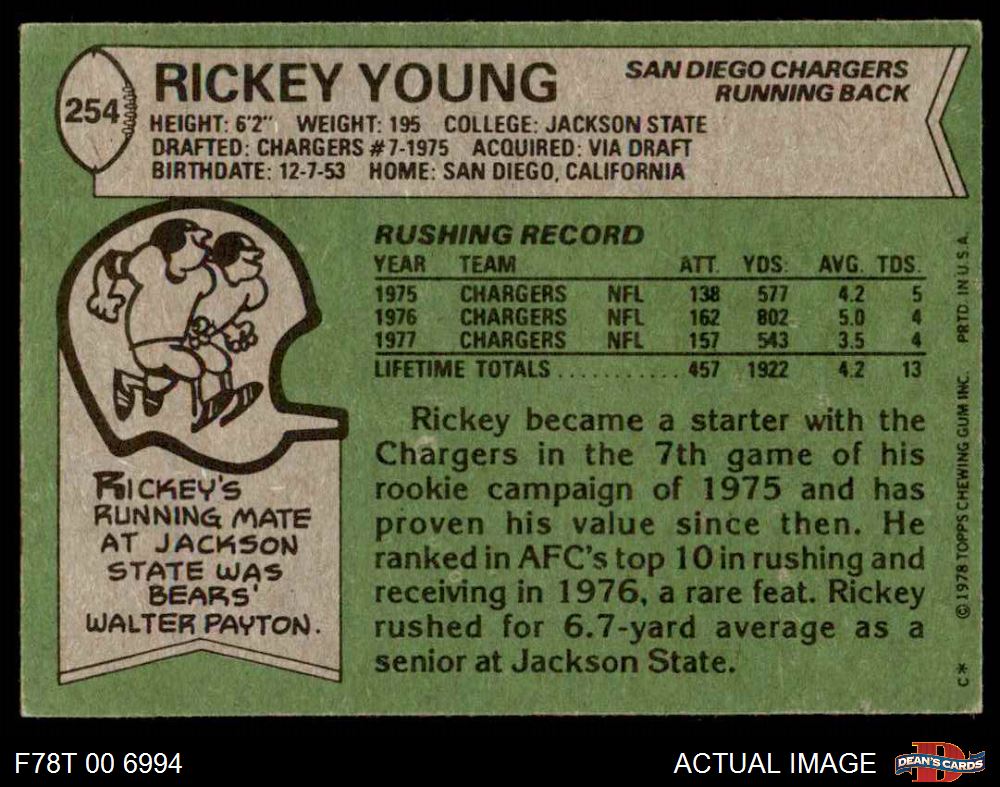 254
RICKEY YOUNG
SAN DIEGO CHARGERS
RUNNING BACK
HEIGHT: 6'2" WEIGHT: 195 COLLEGE: JACKSON STATE
DRAFTED: CHARGERS #7-1975 ACQUIRED: VIA DRAFT
BIRTHDATE: 12-7-53 HOME: SAN DIEGO, CALIFORNIA
RUSHING RECORD
YEAR TEAM ATT. YDS. AVG. TDS.
1975 CHARGERS NFL 138 577 4.2 5
1976 CHARGERS NFL 162 802 5.0 4
1977 CHARGERS NFL 157 543 3.5 4
LIFETIME TOTALS ........... 457 1922 4.2 13
RICKEY'S
RUNNING MATE
AT JACKSON
STATE WAS
BEARS'
WALTER PAYTON.
Rickey became a starter with the
Chargers in the 7th game of his
rookie campaign of 1975 and has
proven his value since then. He
ranked in AFC's top 10 in rushing and
receiving in 1976, a rare feat. Rickey
rushed for 6.7-yard average as a
senior at Jackson State.
C* © 1978 TOPPS CHEWING GUM INC. PRTD. IN U.S.A.
F78T 00 6994
ACTUAL IMAGE
DEAN'S CARDS